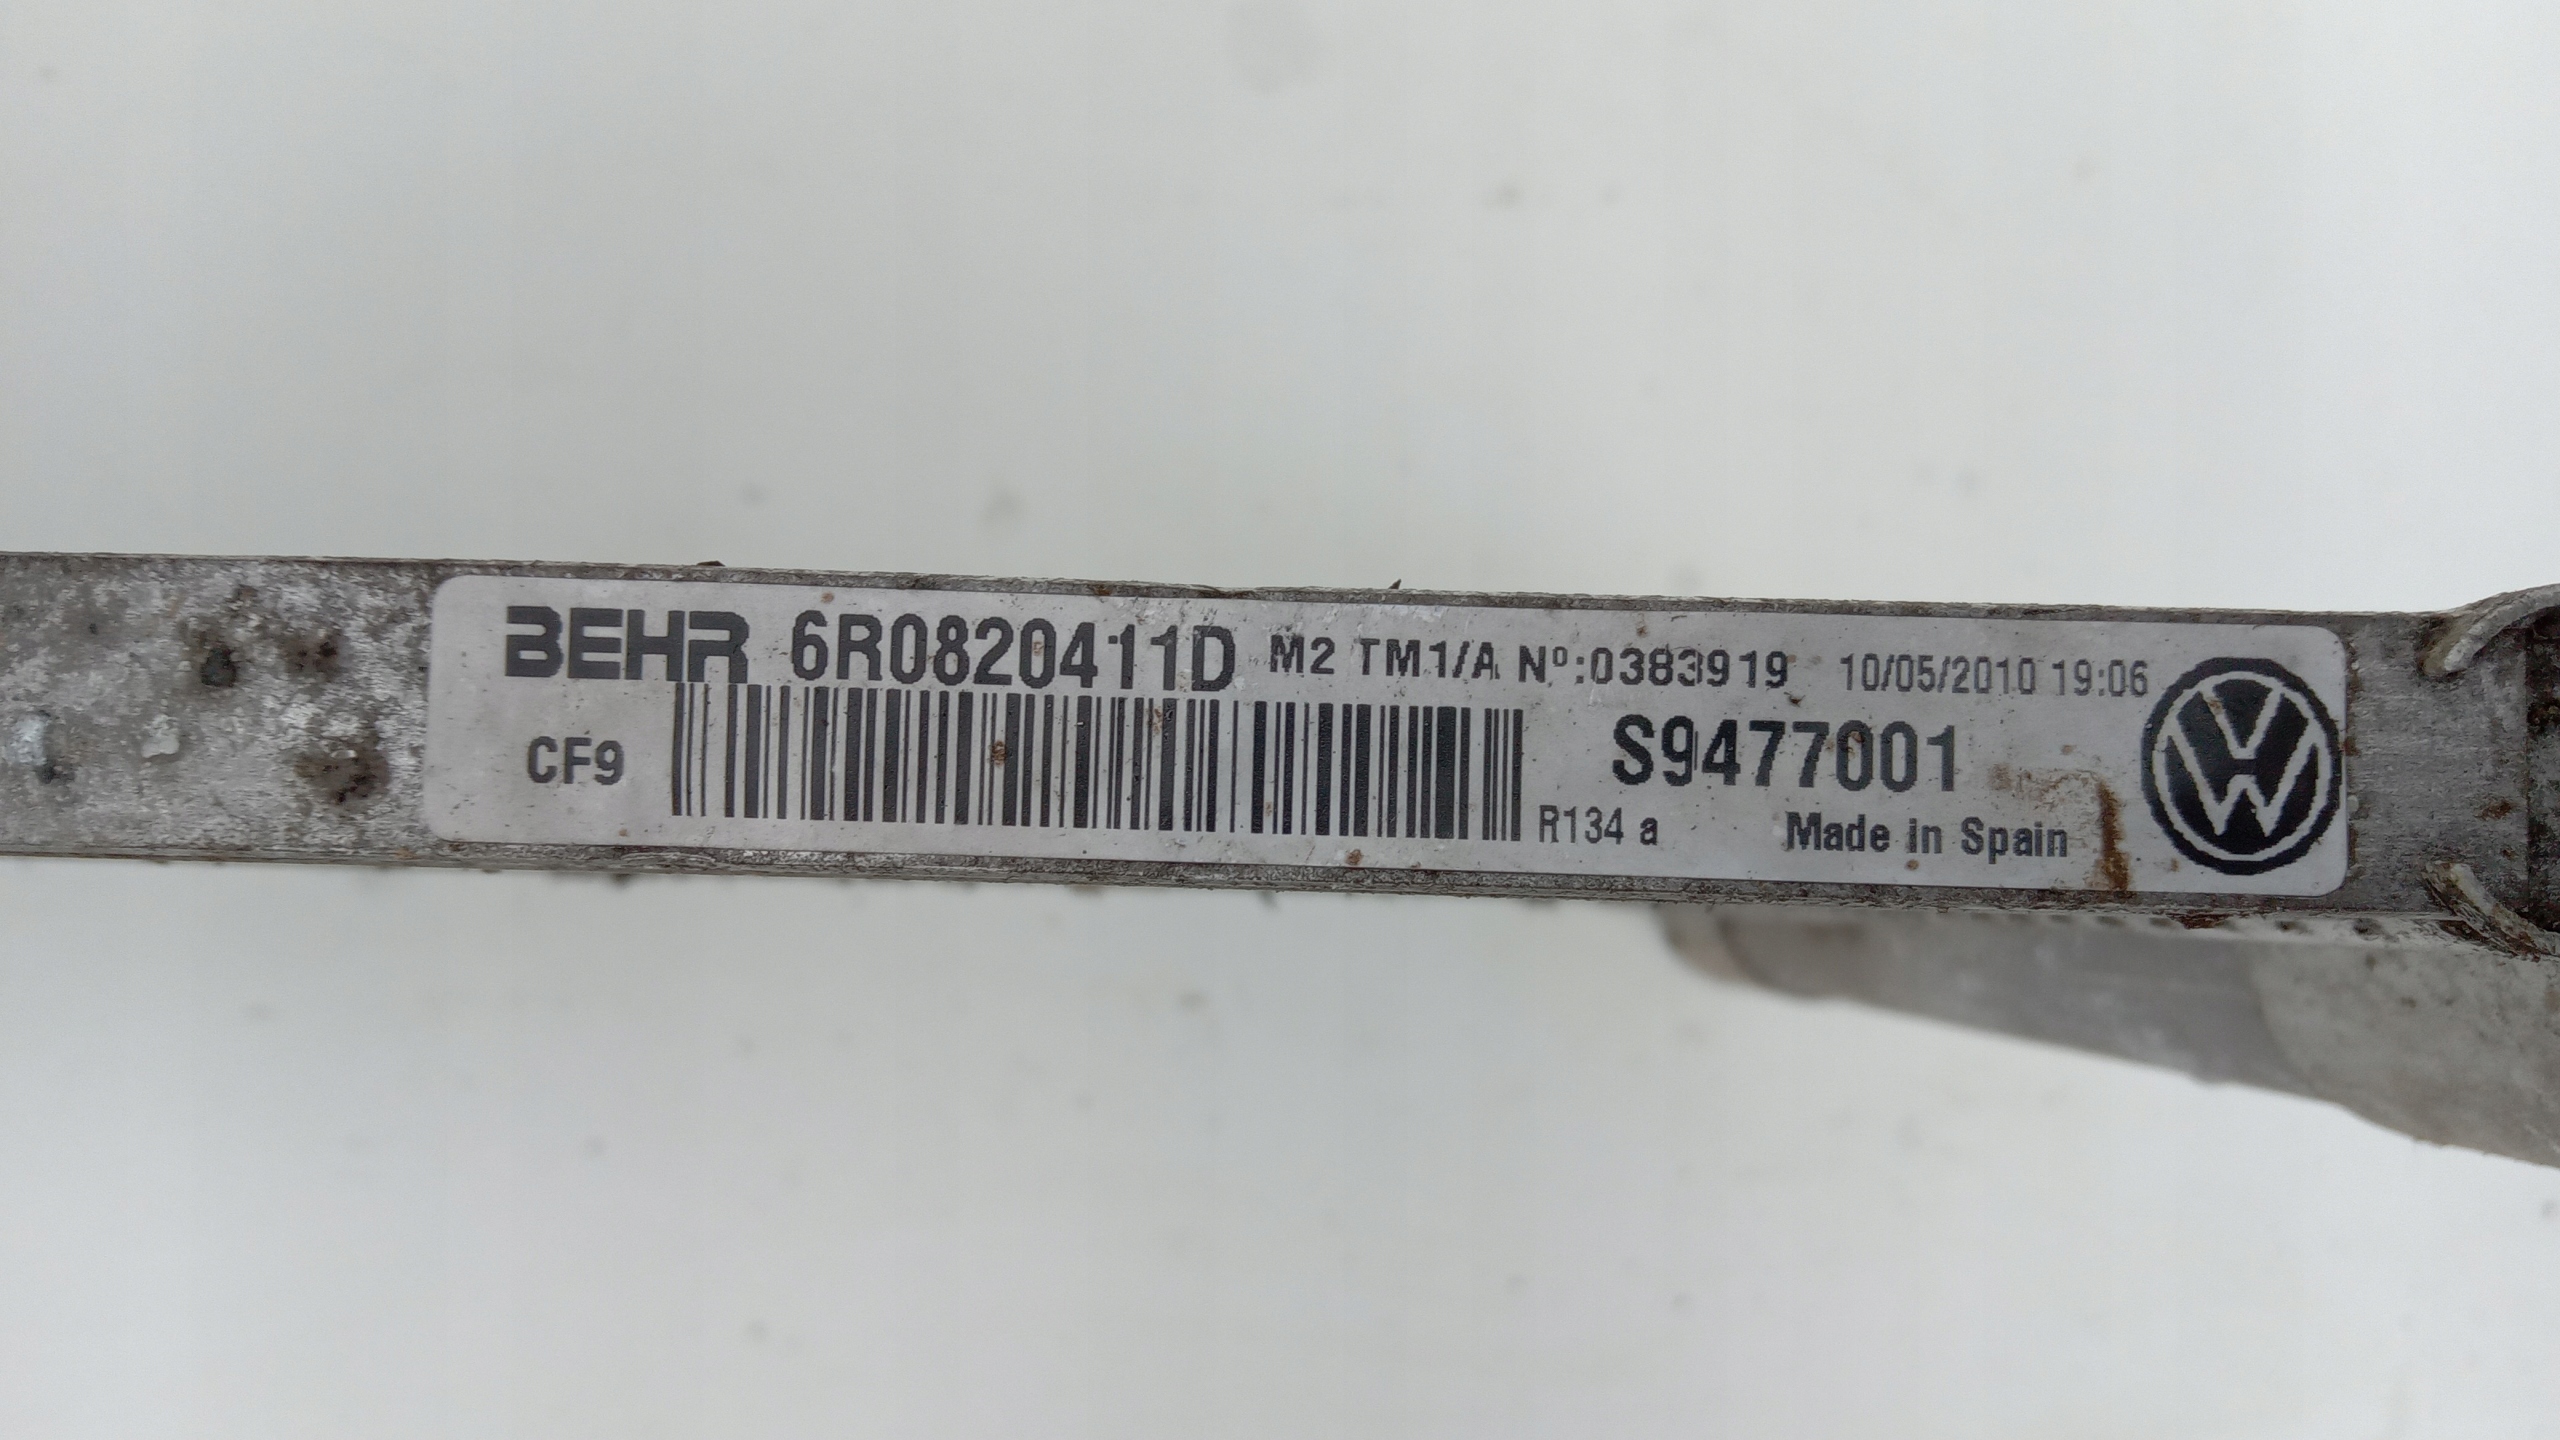 BEHR 6R0820411D M2 TM1/A Nº:0383919 10/05/2010 19:06
CF9 S9477001
R134 a Made in Spain